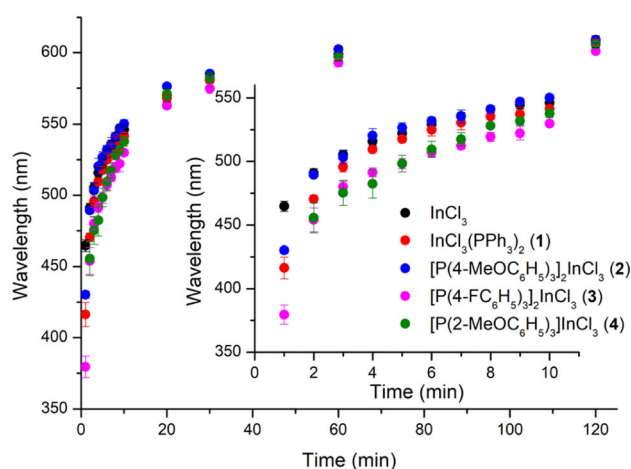 600
550
500
450
400
350
Wavelength (nm)
0 20 40 60 80 100 120
Time (min)
600
550
500
450
400
350
Wavelength (nm)
InCl₃
InCl₃(PPh₃)₂ (1)
[P(4-MeOC₆H₅)₃]₂InCl₃ (2)
[P(4-FC₆H₅)₃]₂InCl₃ (3)
[P(2-MeOC₆H₅)₃]InCl₃ (4)
0 2 4 6 8 10
Time (min)